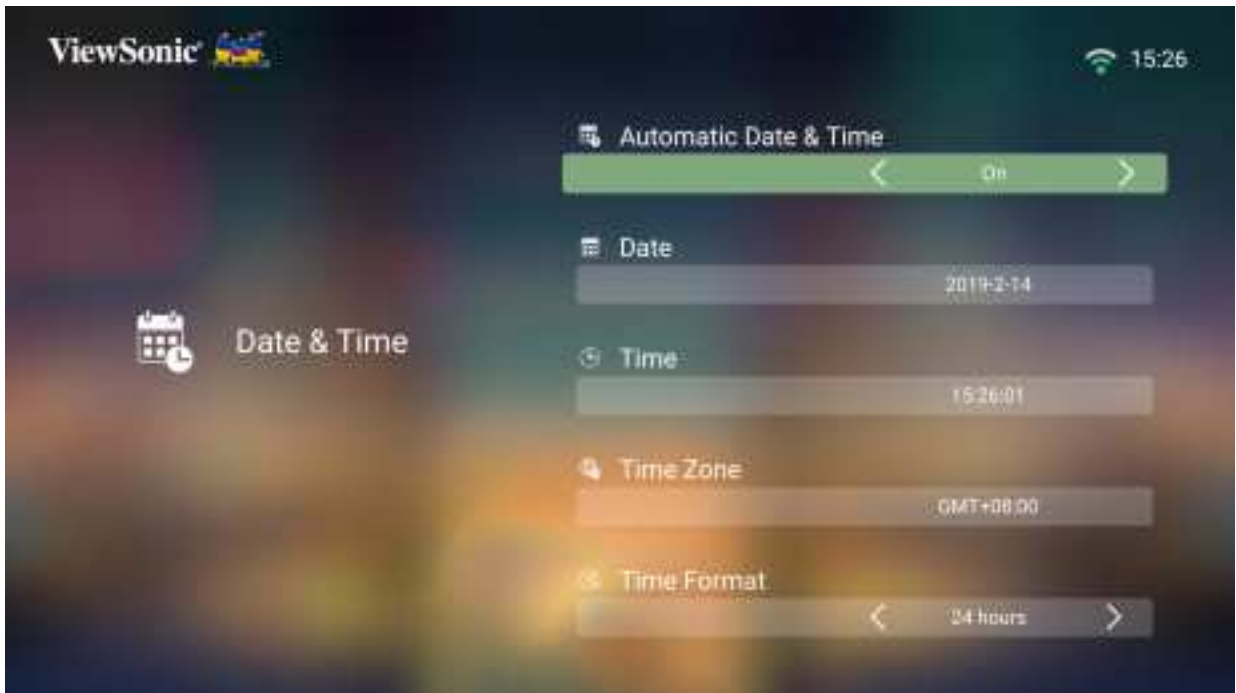 ViewSonic
15:26
Automatic Date & Time
On
Date
2019-2-14
Date & Time
Time
15:26:01
Time Zone
GMT+08:00
Time Format
24 hours